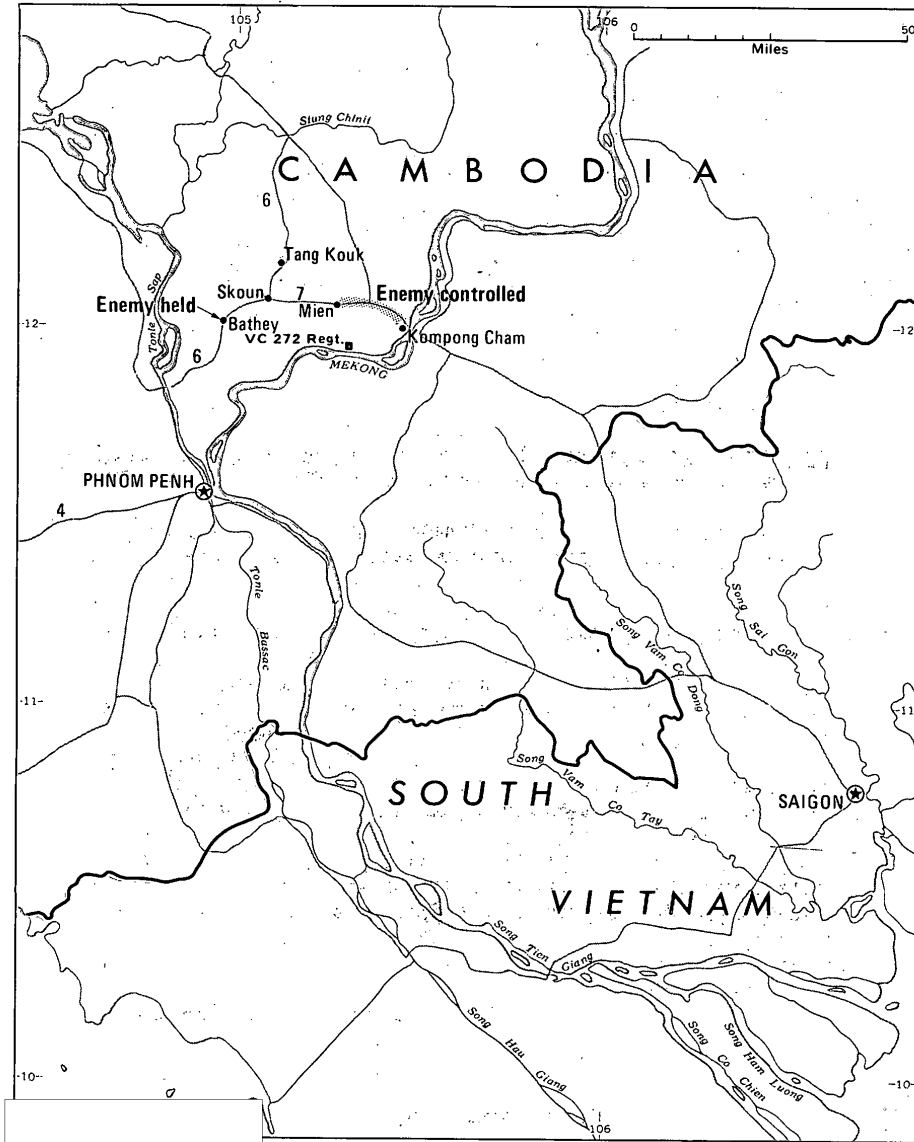 105
106
0
50
Miles
Stung Chinit
CAMBODIA
6
Tang Kouk
Tonle Sap
Skoun
7
Mien
Enemy controlled
Enemy held
12
12
Bathey
Kompong Cham
VC 272 Regt.
6
MEKONG
PHNOM PENH
4
Tonle Bassac
Song Sai Gon
Song Vam Co Dong
11
11
Song Vam Co Tay
SOUTH
SAIGON
VIETNAM
Song Tien Giang
Song Hau Giang
Song Ham Luong
Song Co Chien
10
10
106